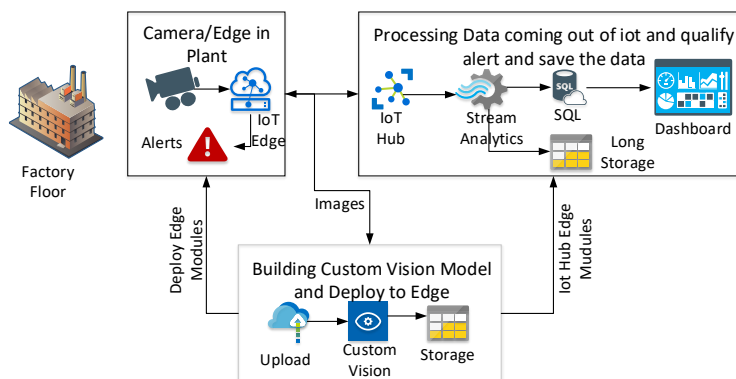 Camera/Edge in
Plant
Processing Data coming out of iot and qualify
alert and save the data
IoT
Edge
Alerts
IoT
Hub
Stream
Analytics
SQL
SQL
Dashboard
Long
Storage
Factory
Floor
Deploy Edge
Modules
Images
Iot Hub Edge
Mudules
Building Custom Vision Model
and Deploy to Edge
Upload
Custom
Vision
Storage